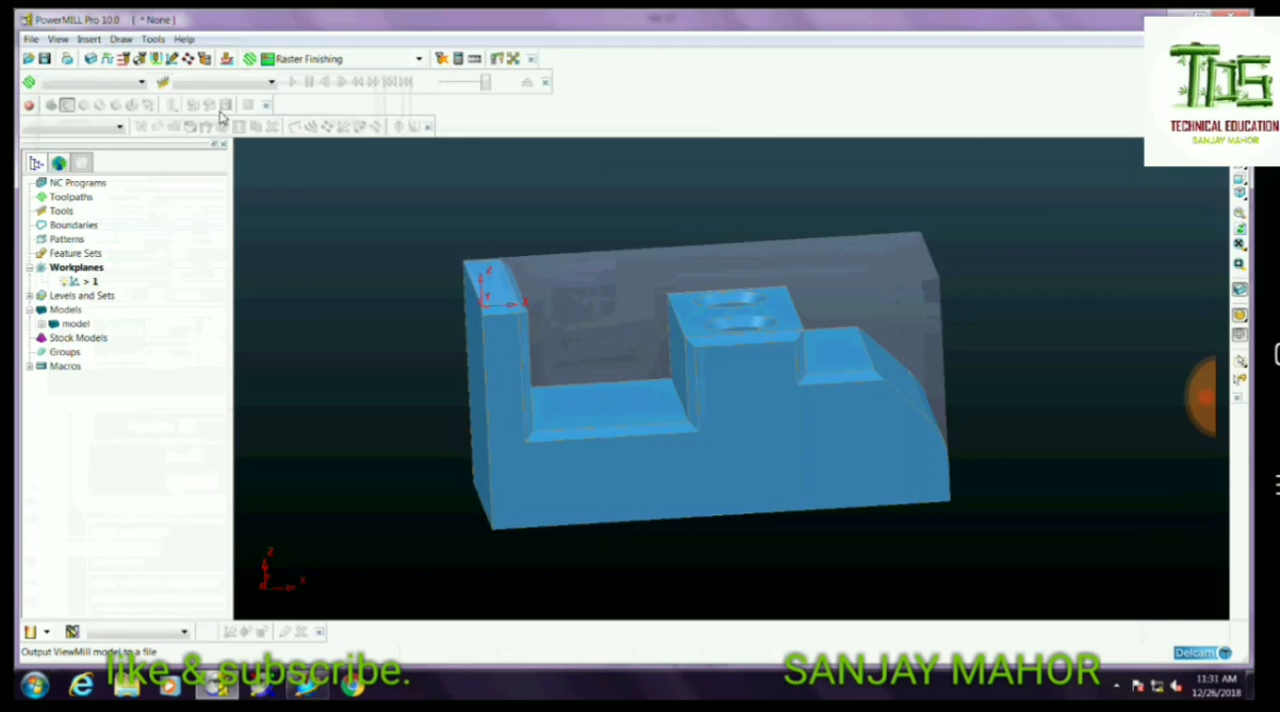 PowerMILL Pro 10.0 [ * None ]
File View Insert Draw Tools Help
Raster Finishing
TECHNICAL EDUCATION
SANJAY MAHOR
NC Programs
Toolpaths
Tools
Boundaries
Patterns
Feature Sets
Workplanes
> 1
Levels and Sets
Models
model
Stock Models
Groups
Macros
Z
Y
X
Z
X
Output ViewMill model to a file
Delcam
like & subscribe.
SANJAY MAHOR
11:31 AM
12/26/2018